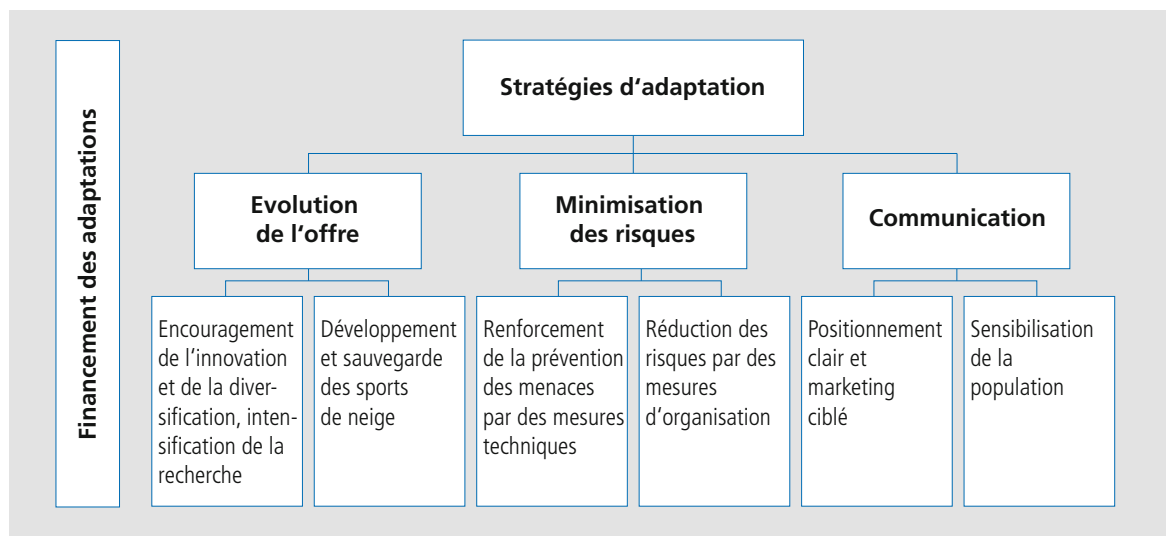 Financement des adaptations
Stratégies d‘adaptation
Evolution
de l‘offre
Minimisation
des risques
Communication
Encouragement
de l’innovation
et de la diver-
sification, inten-
sification de la
recherche
Développement
et sauvegarde
des sports
de neige
Renforcement
de la prévention
des menaces
par des mesures
techniques
Réduction des
risques par des
mesures
d’organisation
Positionnement
clair et
marketing
ciblé
Sensibilisation
de la
population